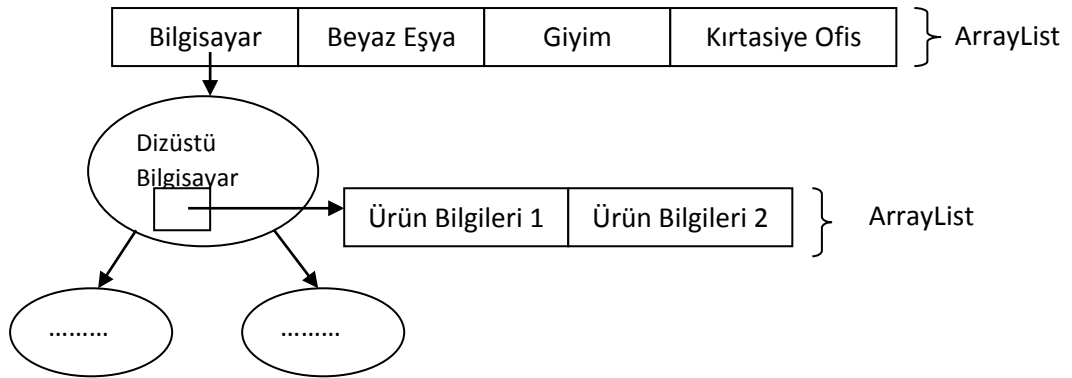 Bilgisayar Beyaz Eşya Giyim Kırtasiye Ofis ArrayList
Dizüstü
Bilgisayar
Ürün Bilgileri 1 Ürün Bilgileri 2 ArrayList
......... .........